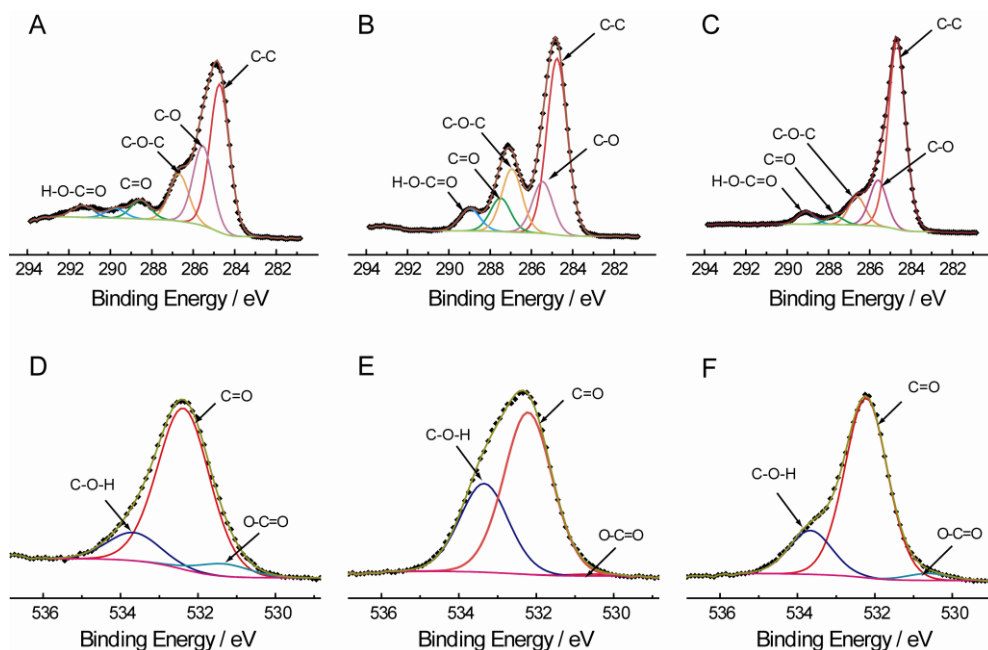 A
C-C
C-O
C-O-C
H-O-C=O
C=O
294 292 290 288 286 284 282
Binding Energy / eV
B
C-C
C-O-C
C=O
C-O
H-O-C=O
294 292 290 288 286 284 282
Binding Energy / eV
C
C-C
C-O-C
C=O
C-O
H-O-C=O
294 292 290 288 286 284 282
Binding Energy / eV
D
C=O
C-O-H
O-C=O
536 534 532 530
Binding Energy / eV
E
C=O
C-O-H
O-C=O
536 534 532 530
Binding Energy / eV
F
C=O
C-O-H
O-C=O
536 534 532 530
Binding Energy / eV